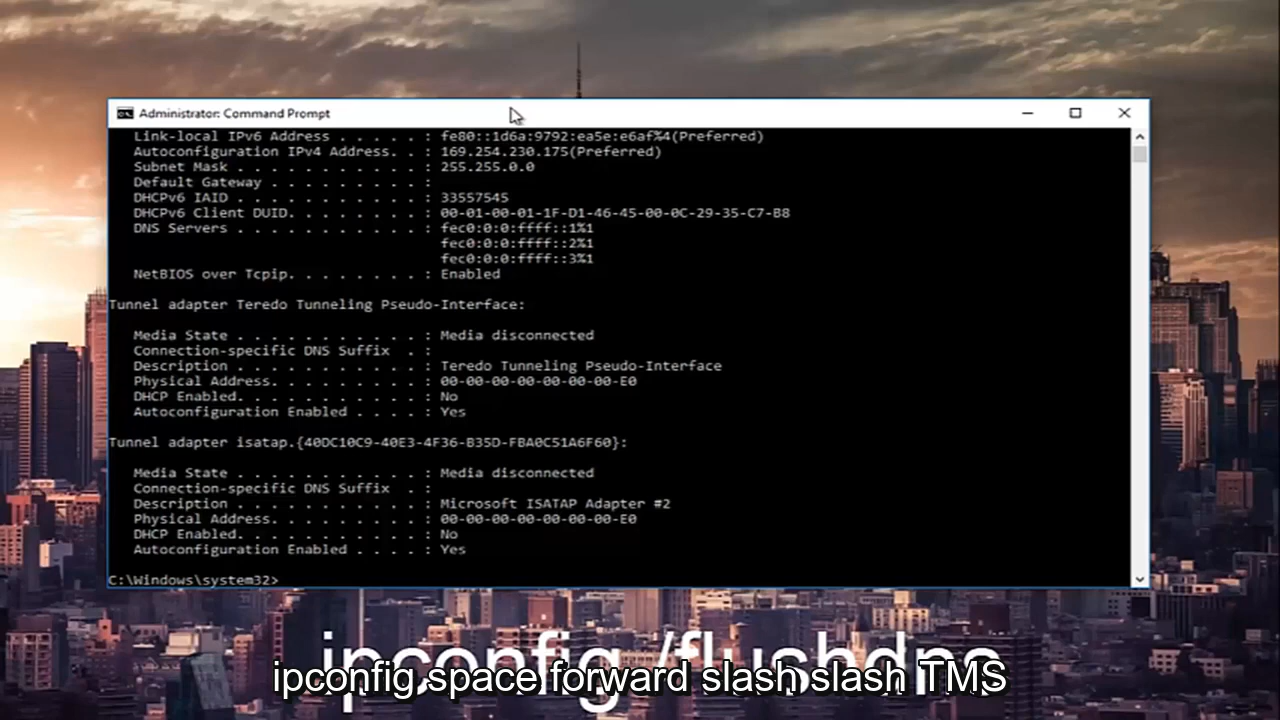 Administrator: Command Prompt
Link-local IPv6 Address . . . . . : fe80::1d6a:9792:ea5e:e6af%4(Preferred)
Autoconfiguration IPv4 Address. . : 169.254.230.175(Preferred)
Subnet Mask . . . . . . . . . . . : 255.255.0.0
Default Gateway . . . . . . . . . :
DHCPv6 IAID . . . . . . . . . . . : 33557545
DHCPv6 Client DUID. . . . . . . . : 00-01-00-01-1F-D1-46-45-00-0C-29-35-C7-B8
DNS Servers . . . . . . . . . . . : fec0:0:0:ffff::1%1
fec0:0:0:ffff::2%1
fec0:0:0:ffff::3%1
NetBIOS over Tcpip. . . . . . . . : Enabled
Tunnel adapter Teredo Tunneling Pseudo-Interface:
Media State . . . . . . . . . . . : Media disconnected
Connection-specific DNS Suffix  . :
Description . . . . . . . . . . . : Teredo Tunneling Pseudo-Interface
Physical Address. . . . . . . . . : 00-00-00-00-00-00-00-E0
DHCP Enabled. . . . . . . . . . . : No
Autoconfiguration Enabled . . . . : Yes
Tunnel adapter isatap.{40DC10C9-40E3-4F36-B35D-FBA0C51A6F60}:
Media State . . . . . . . . . . . : Media disconnected
Connection-specific DNS Suffix  . :
Description . . . . . . . . . . . : Microsoft ISATAP Adapter #2
Physical Address. . . . . . . . . : 00-00-00-00-00-00-00-E0
DHCP Enabled. . . . . . . . . . . : No
Autoconfiguration Enabled . . . . : Yes
C:\Windows\system32>
ipconfig /flushdns
ipconfig space forward slash slash TMS